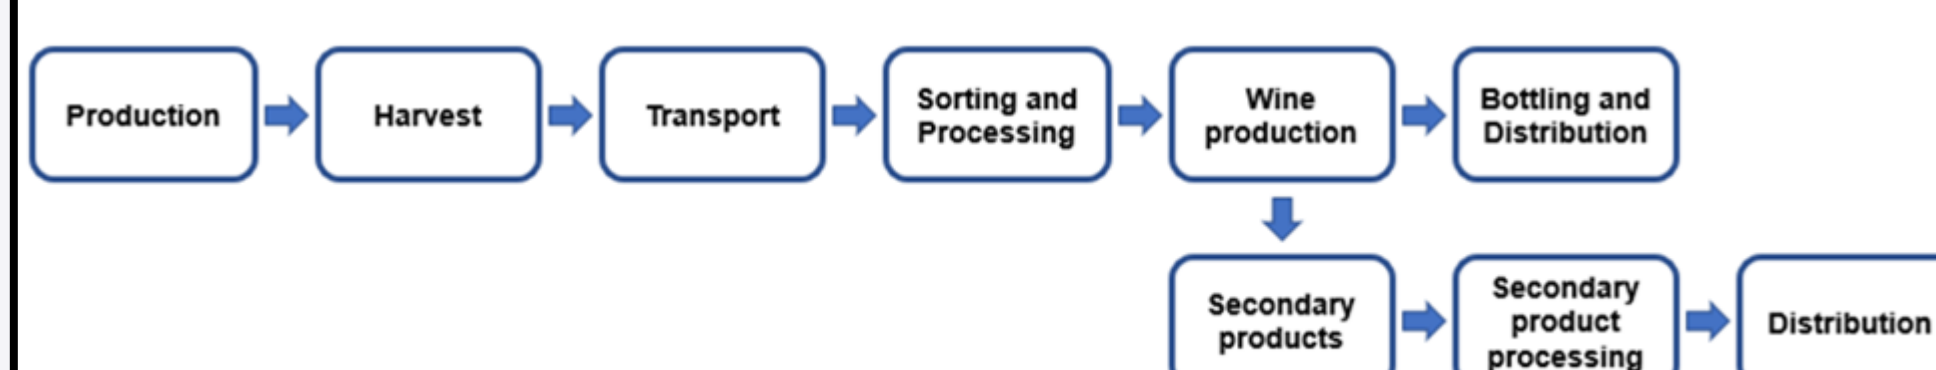 Production
Harvest
Transport
Sorting and
Processing
Wine
production
Bottling and
Distribution
Secondary
products
Secondary
product
processing
Distribution